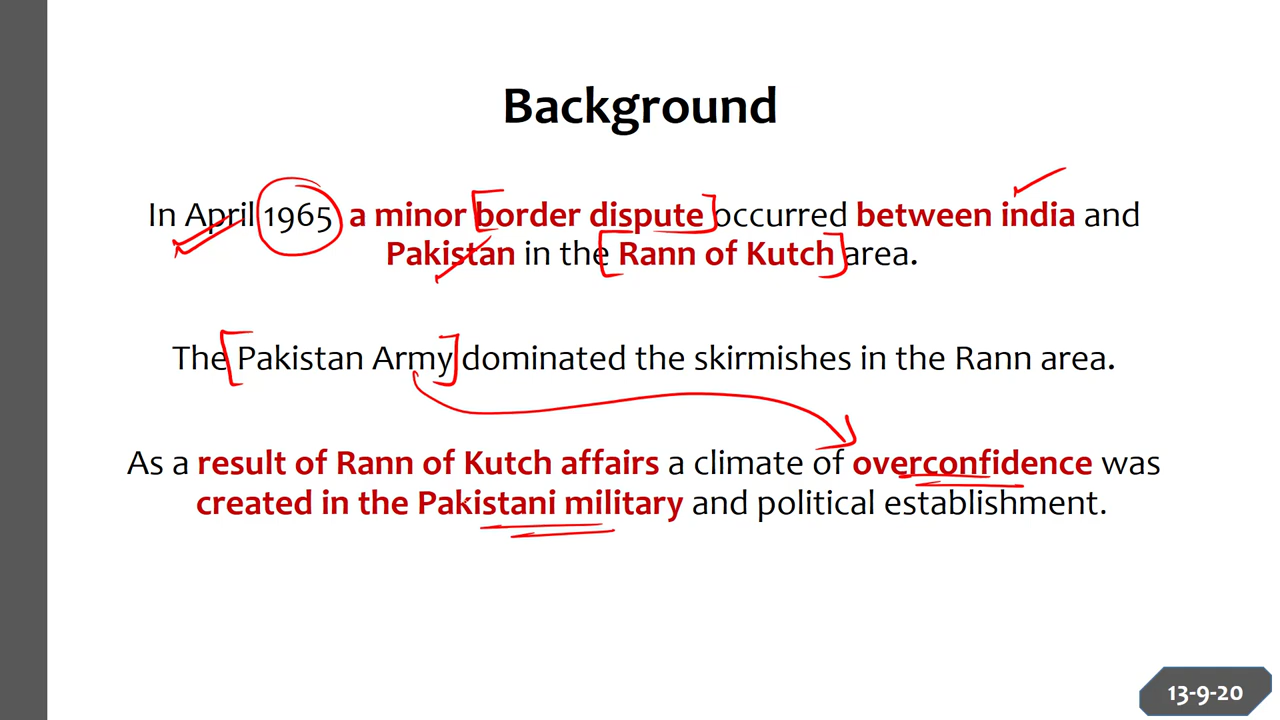 Background
In April 1965 a minor border dispute occurred between india and
Pakistan in the Rann of Kutch area.
The Pakistan Army dominated the skirmishes in the Rann area.
As a result of Rann of Kutch affairs a climate of overconfidence was
created in the Pakistani military and political establishment.
13-9-20